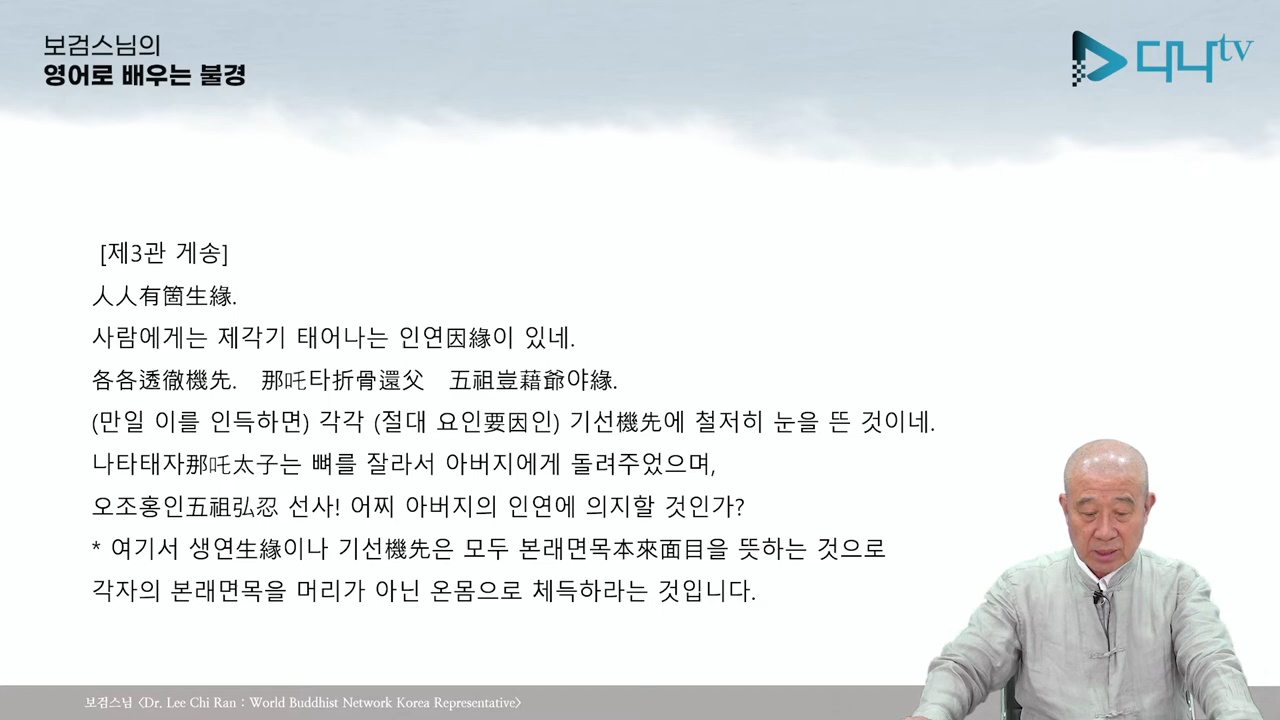 보검스님의
영어로 배우는 불경
디나tv
[제3관 게송]
人人有箇生緣.
사람에게는 제각기 태어나는 인연因緣이 있네.
各各透徹機先. 那吒타折骨還父 五祖豈藉爺야緣.
(만일 이를 인득하면) 각각 (절대 요인要因인) 기선機先에 철저히 눈을 뜬 것이네.
나타태자那吒太子는 뼈를 잘라서 아버지에게 돌려주었으며,
오조홍인五祖弘忍 선사! 어찌 아버지의 인연에 의지할 것인가?
* 여기서 생연生緣이나 기선機先은 모두 본래면목本來面目을 뜻하는 것으로
각자의 본래면목을 머리가 아닌 온몸으로 체득하라는 것입니다.
보검스님 <Dr. Lee Chi Ran : World Buddhist Network Korea Representative>